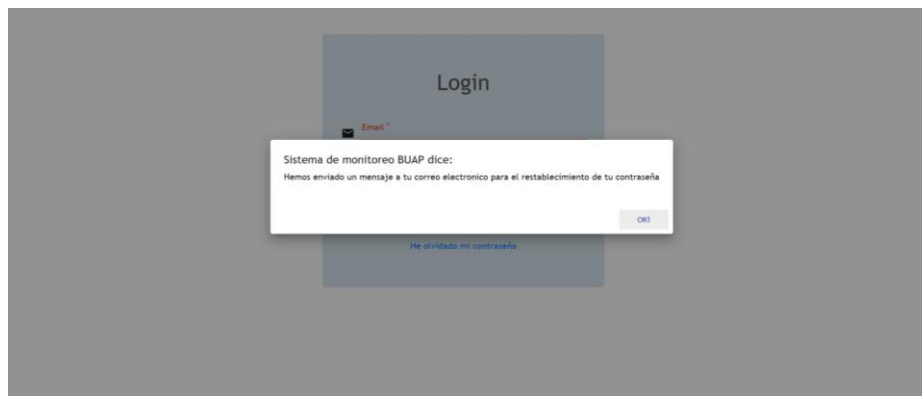 Login
Email *
Sistema de monitoreo BUAP dice:
Hemos enviado un mensaje a tu correo electronico para el restablecimiento de tu contraseña
OK!
He olvidado mi contraseña